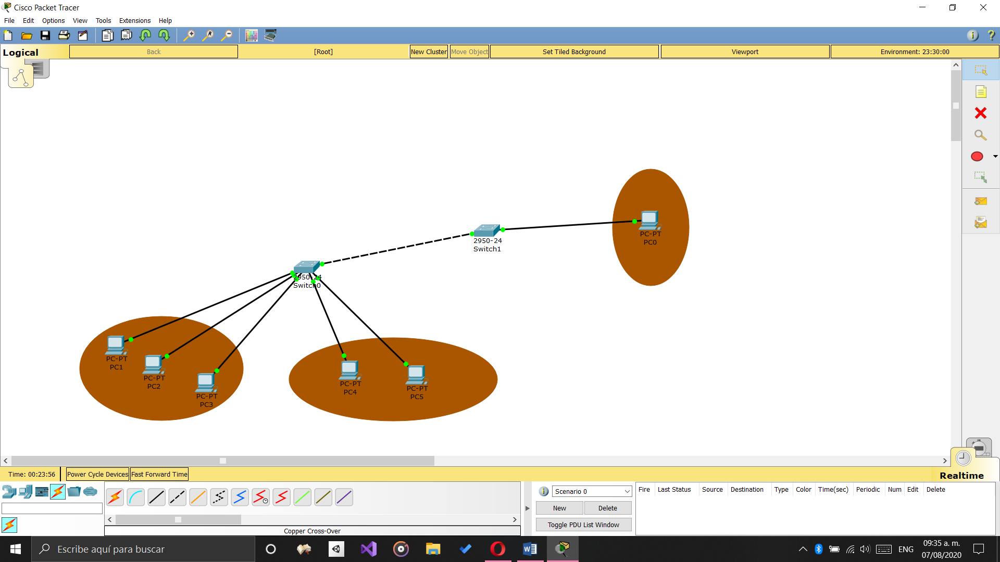 Cisco Packet Tracer
File Edit Options View Tools Extensions Help
Logical Back [Root] New Cluster Move Object Set Tiled Background Viewport Environment: 23:30:00
PC-PT
PC0
2950-24
Switch1
2950-24
Switch0
PC-PT
PC1
PC-PT
PC2
PC-PT
PC3
PC-PT
PC4
PC-PT
PC5
Time: 00:23:56 Power Cycle Devices Fast Forward Time
Realtime
Scenario 0
New Delete
Toggle PDU List Window
Fire Last Status Source Destination Type Color Time(sec) Periodic Num Edit Delete
Copper Cross-Over
Escribe aquí para buscar
ENG
09:35 a. m.
07/08/2020